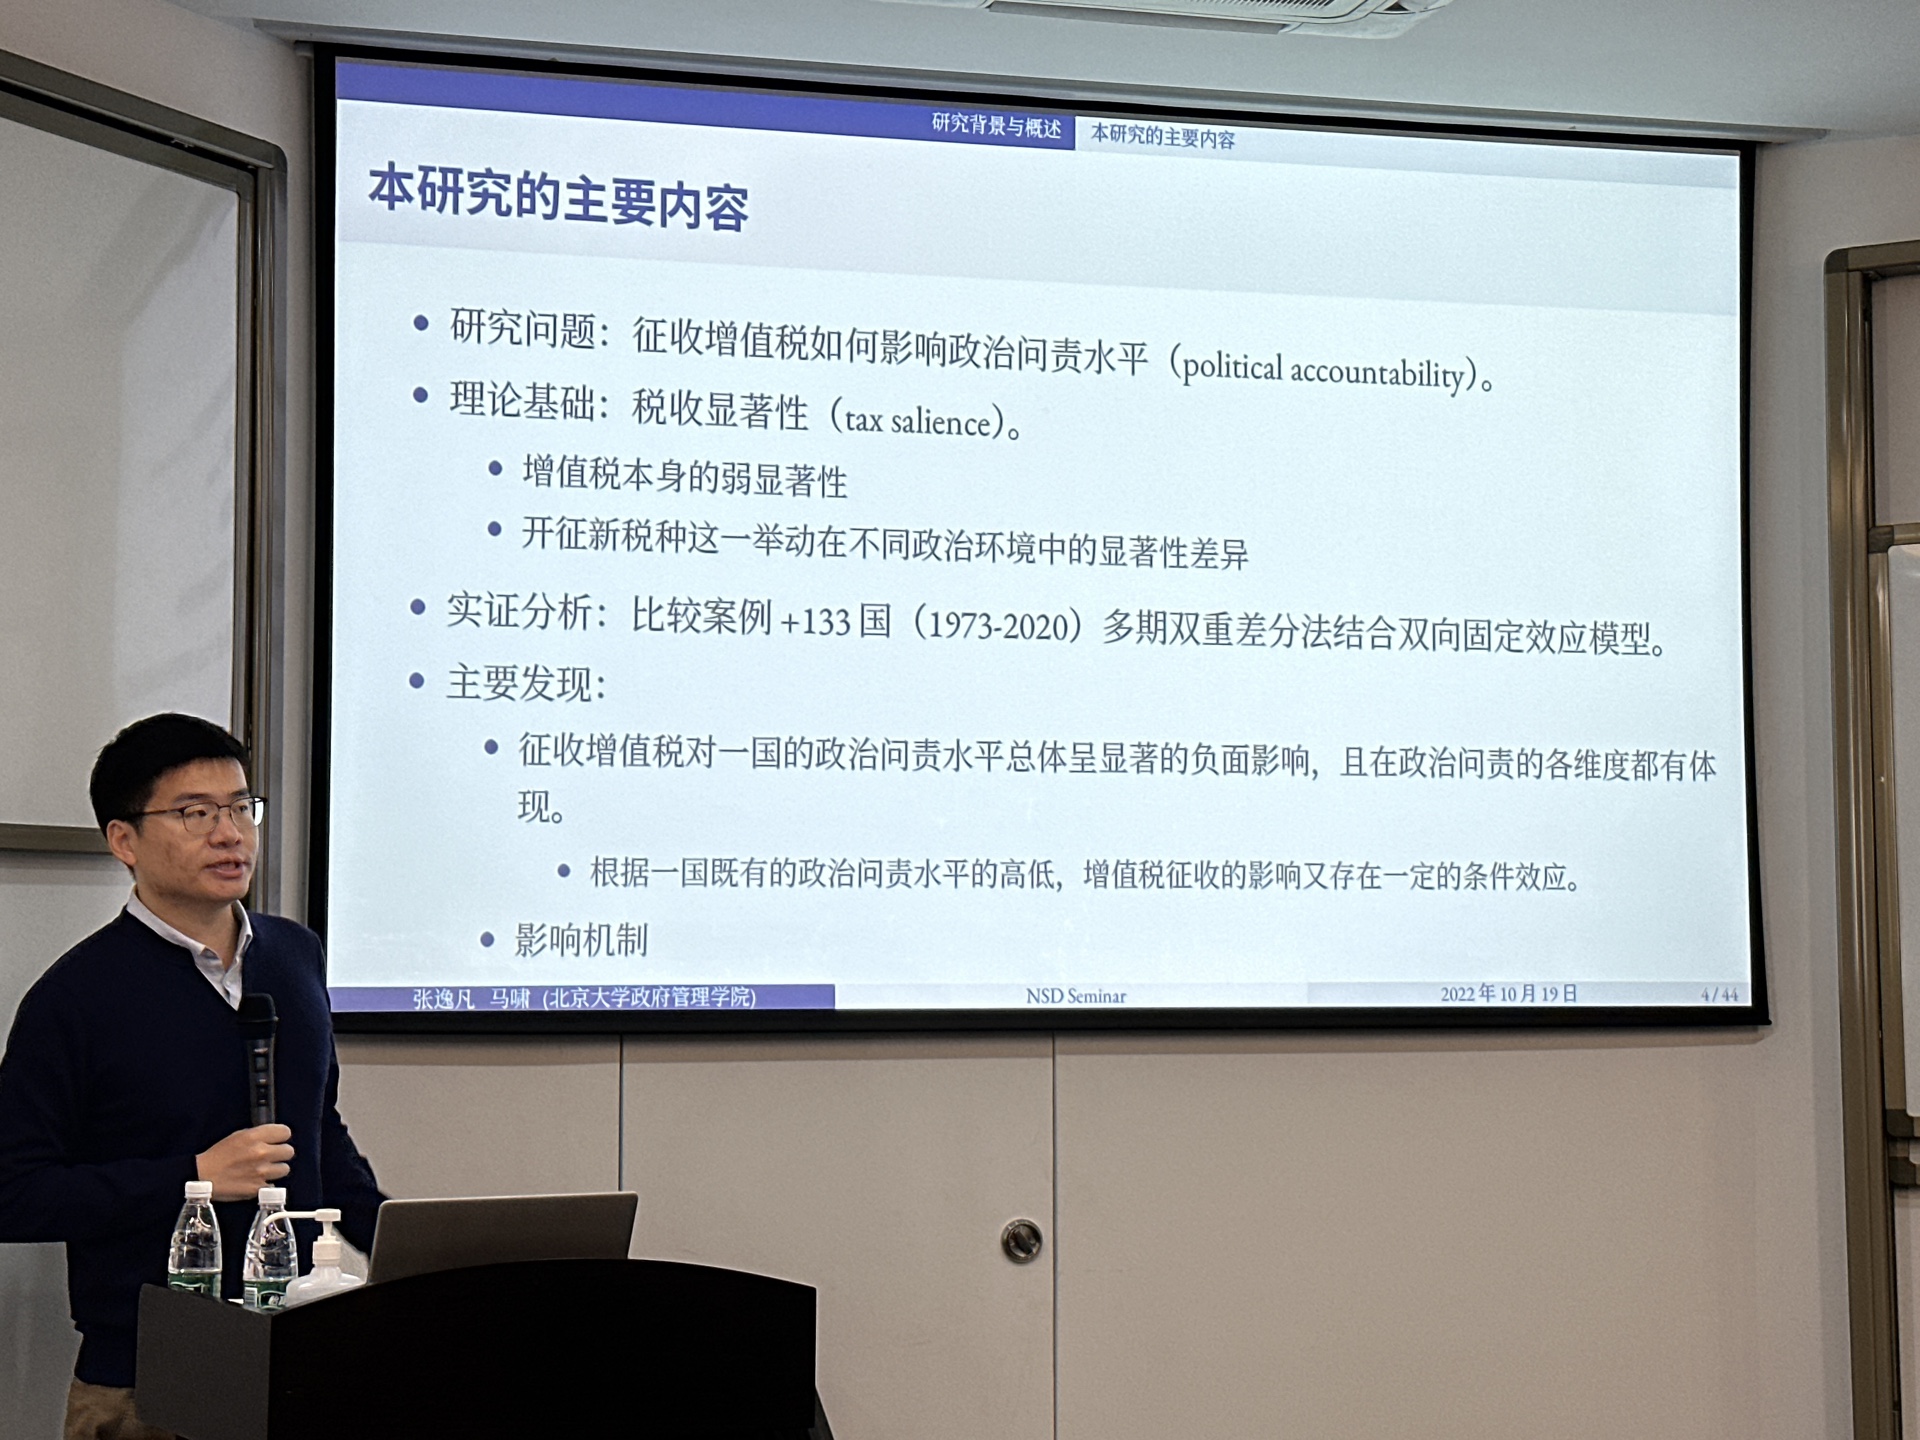 研究背景与概述 本研究的主要内容
本研究的主要内容
• 研究问题：征收增值税如何影响政治问责水平（political accountability）。
• 理论基础：税收显著性（tax salience）。
• 增值税本身的弱显著性
• 开征新税种这一举动在不同政治环境中的显著性差异
• 实证分析：比较案例 +133 国（1973-2020）多期双重差分法结合双向固定效应模型。
• 主要发现：
• 征收增值税对一国的政治问责水平总体呈显著的负面影响，且在政治问责的各维度都有体
现。
• 根据一国既有的政治问责水平的高低，增值税征收的影响又存在一定的条件效应。
• 影响机制
张逸凡 马啸 (北京大学政府管理学院) NSD Seminar 2022 年 10 月 19 日 4 / 44